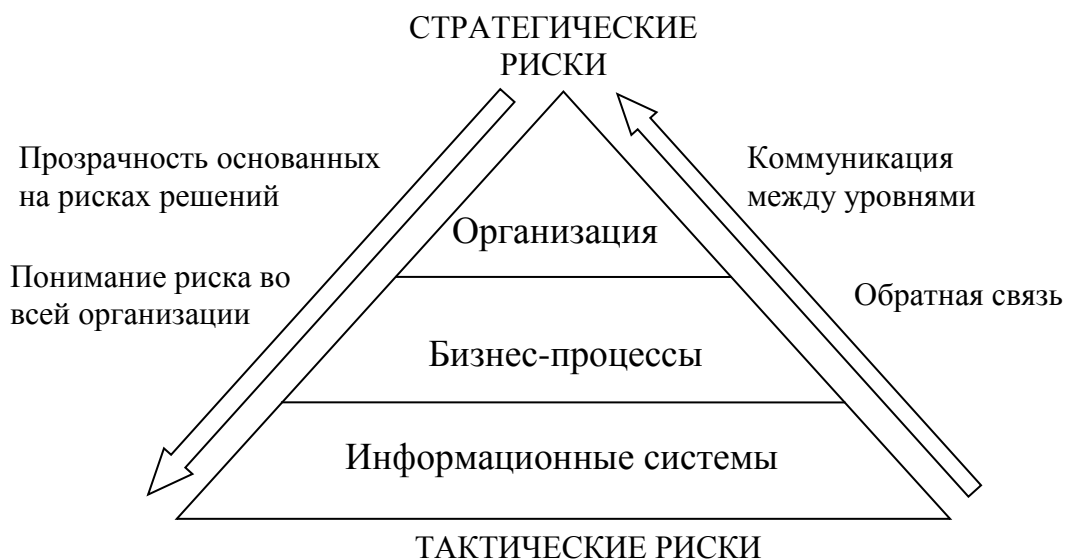 СТРАТЕГИЧЕСКИЕ
РИСКИ
Прозрачность основанных
на рисках решений
Коммуникация
между уровнями
Организация
Понимание риска во
всей организации
Обратная связь
Бизнес-процессы
Информационные системы
ТАКТИЧЕСКИЕ РИСКИ